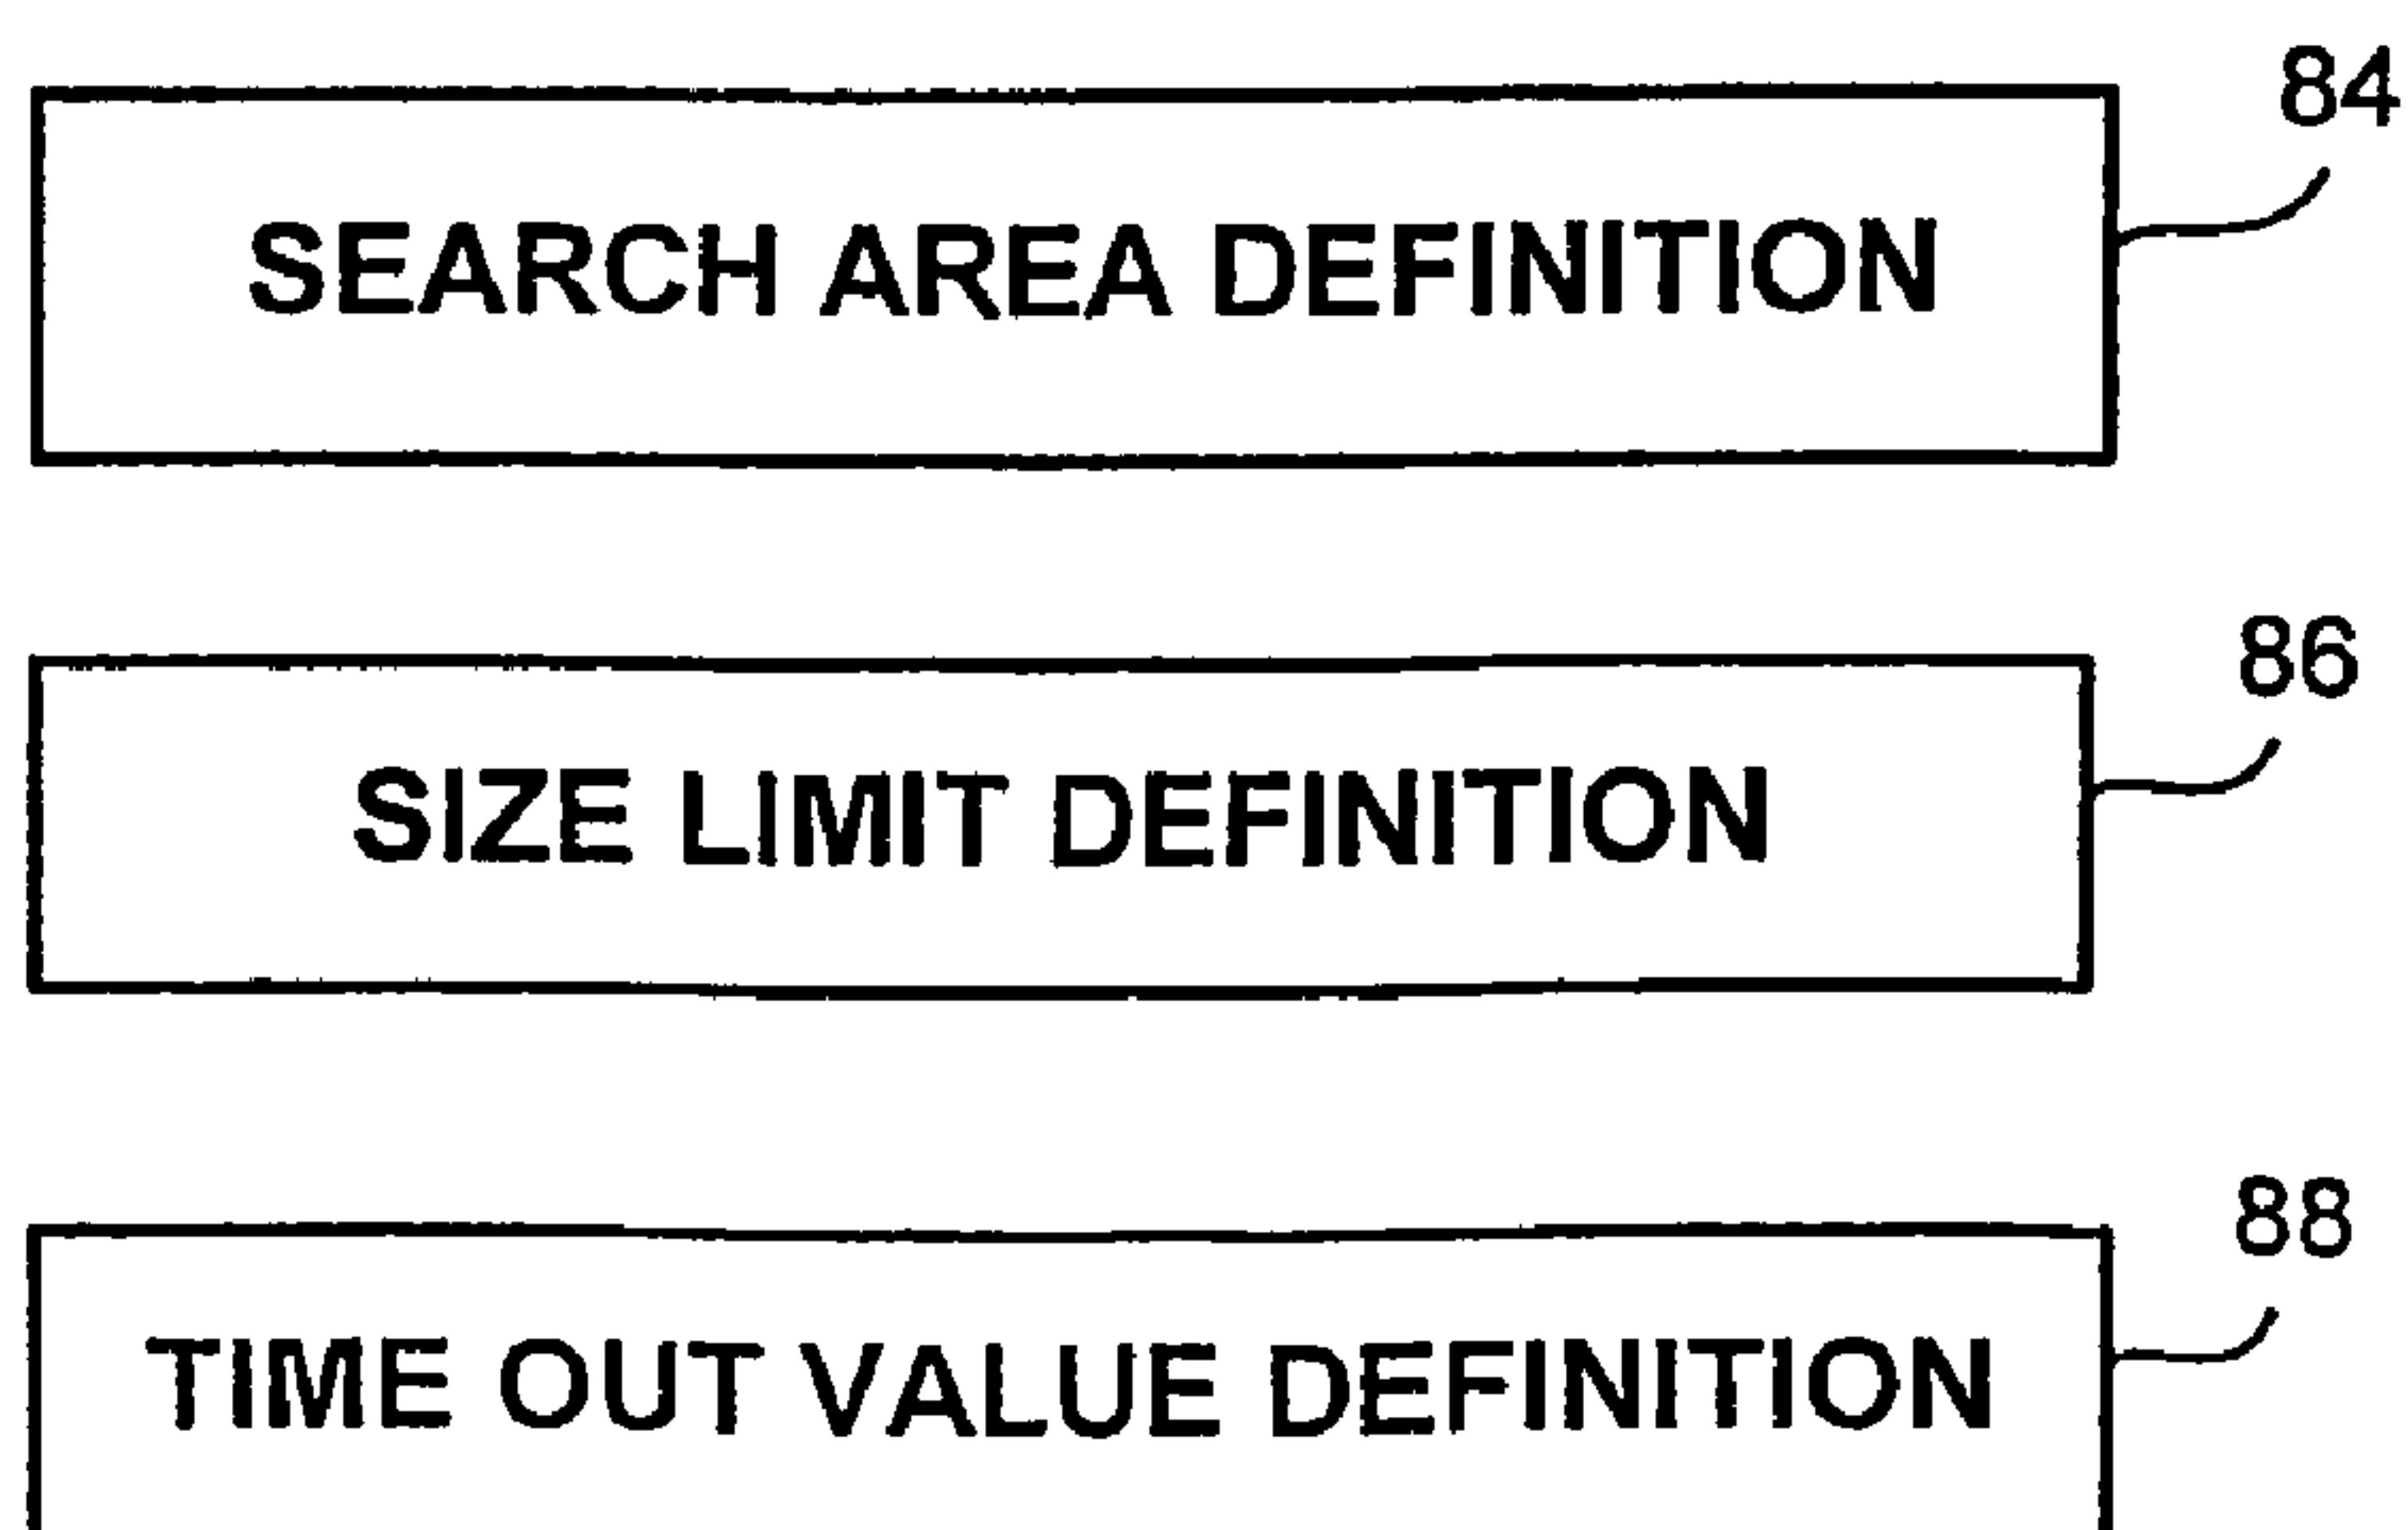 84
SEARCH AREA DEFINITION
86
SIZE LIMIT DEFINITION
88
TIME OUT VALUE DEFINITION